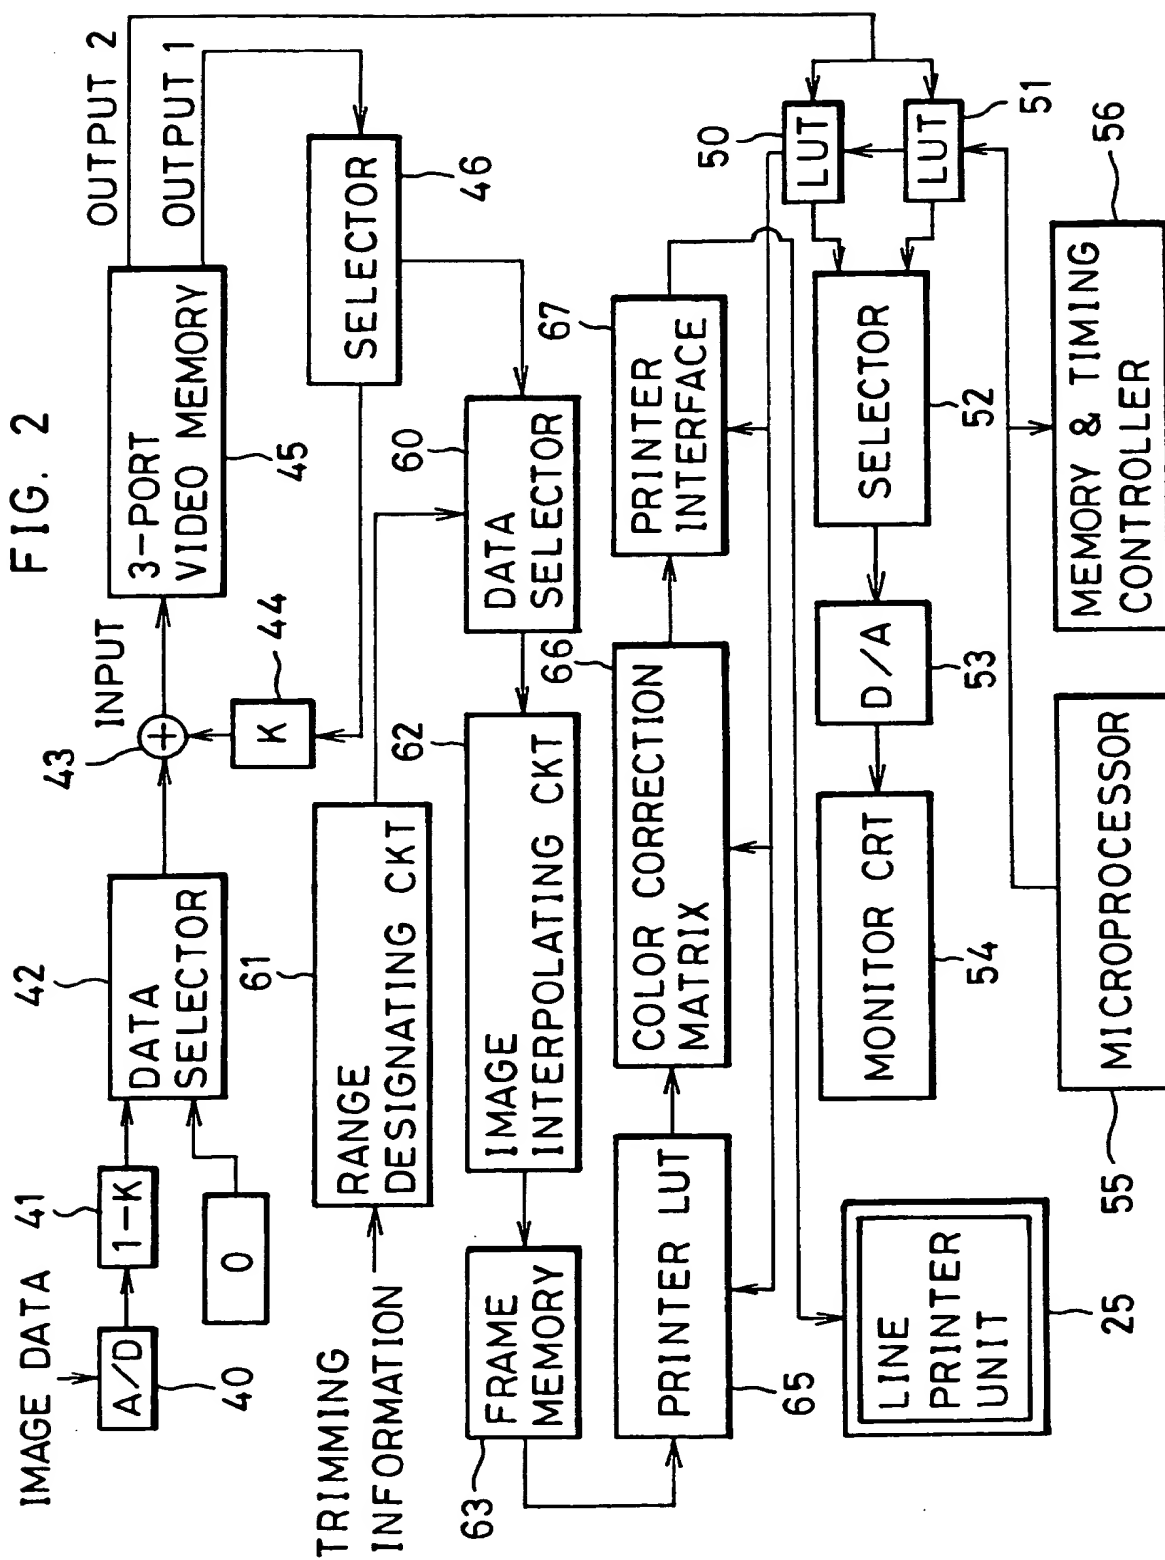 FIG. 2
IMAGE DATA
A/D
40
1-K
41
0
DATA
SELECTOR
42
43
INPUT
K
44
3-PORT
VIDEO MEMORY
45
OUTPUT 2
OUTPUT 1
SELECTOR
46
TRIMMING
INFORMATION
RANGE
DESIGNATING CKT
61
DATA
SELECTOR
60
IMAGE
INTERPOLATING CKT
62
FRAME
MEMORY
63
PRINTER LUT
65
COLOR CORRECTION
MATRIX
66
PRINTER
INTERFACE
67
LUT
50
LUT
51
SELECTOR
52
D/A
53
MONITOR CRT
54
LINE
PRINTER
UNIT
25
MICROPROCESSOR
55
MEMORY & TIMING
CONTROLLER
56